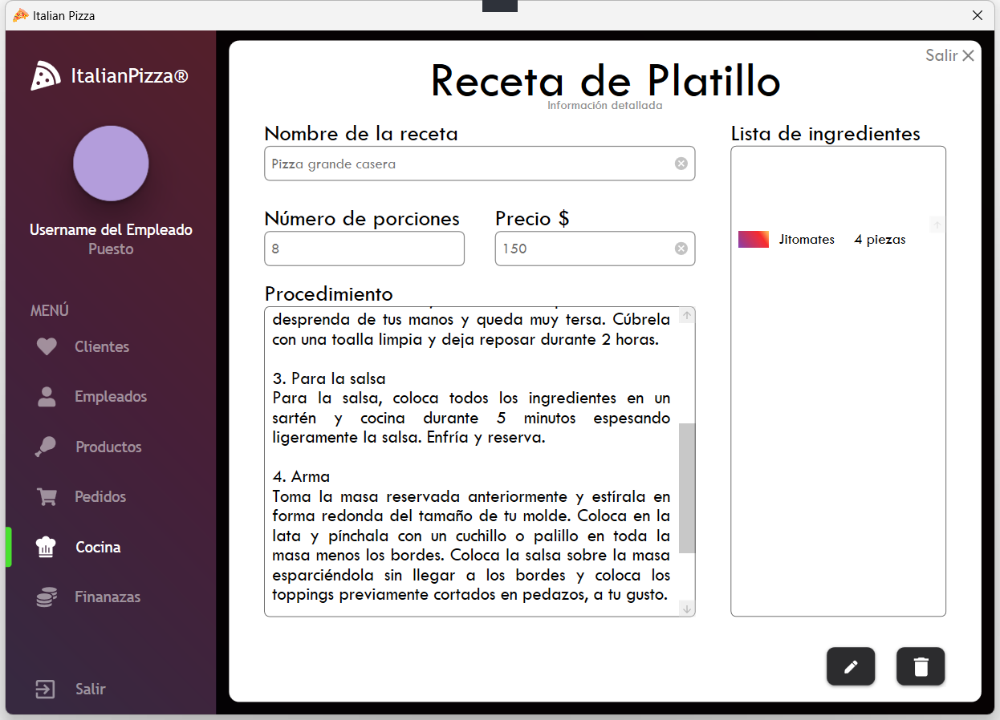 Italian Pizza
ItalianPizza®
Username del Empleado
Puesto
MENÚ
Clientes
Empleados
Productos
Pedidos
Cocina
Finanazas
Salir
Salir
Receta de Platillo
Información detallada
Nombre de la receta
Pizza grande casera
Número de porciones
8
Precio $
150
Procedimiento
desprenda de tus manos y queda muy tersa. Cúbrela
con una toalla limpia y deja reposar durante 2 horas.
3. Para la salsa
Para la salsa, coloca todos los ingredientes en un
sartén y cocina durante 5 minutos espesando
ligeramente la salsa. Enfría y reserva.
4. Arma
Toma la masa reservada anteriormente y estírala en
forma redonda del tamaño de tu molde. Coloca en la
lata y pínchala con un cuchillo o palillo en toda la
masa menos los bordes. Coloca la salsa sobre la masa
esparciéndola sin llegar a los bordes y coloca los
toppings previamente cortados en pedazos, a tu gusto.
Lista de ingredientes
Jitomates 4 piezas